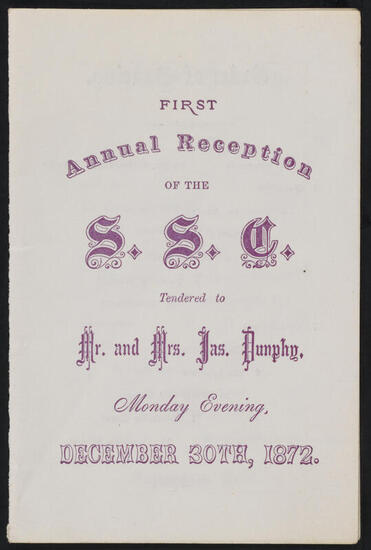 FIRST
Annual Reception
OF THE
S. S. C.
Tendered to
Mr. and Mrs. Jas. Dunphy,
Monday Evening,
DECEMBER 30TH, 1872.